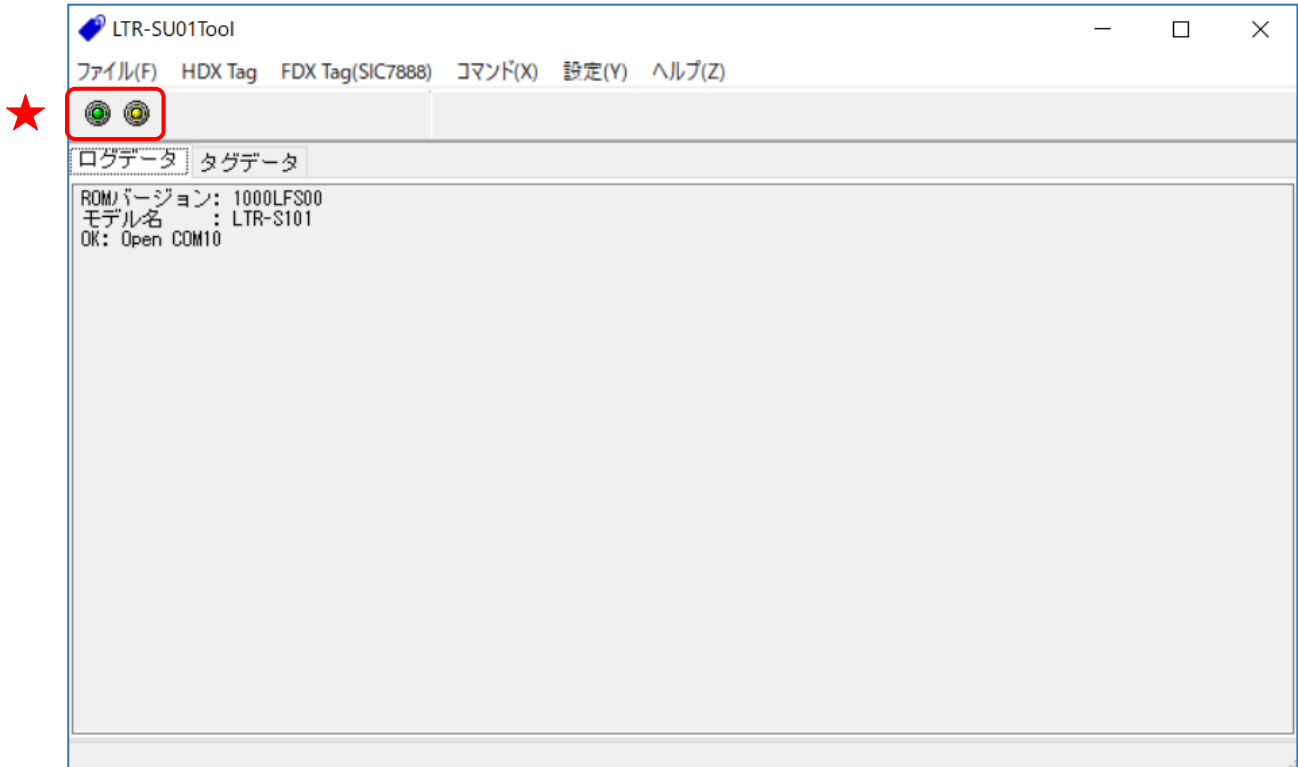 LTR-SU01Tool
ファイル(F) HDX Tag FDX Tag(SIC7888) コマンド(X) 設定(Y) ヘルプ(Z)
ログデータ タグデータ
ROMバージョン: 1000LFS00
モデル名 : LTR-S101
OK: Open COM10